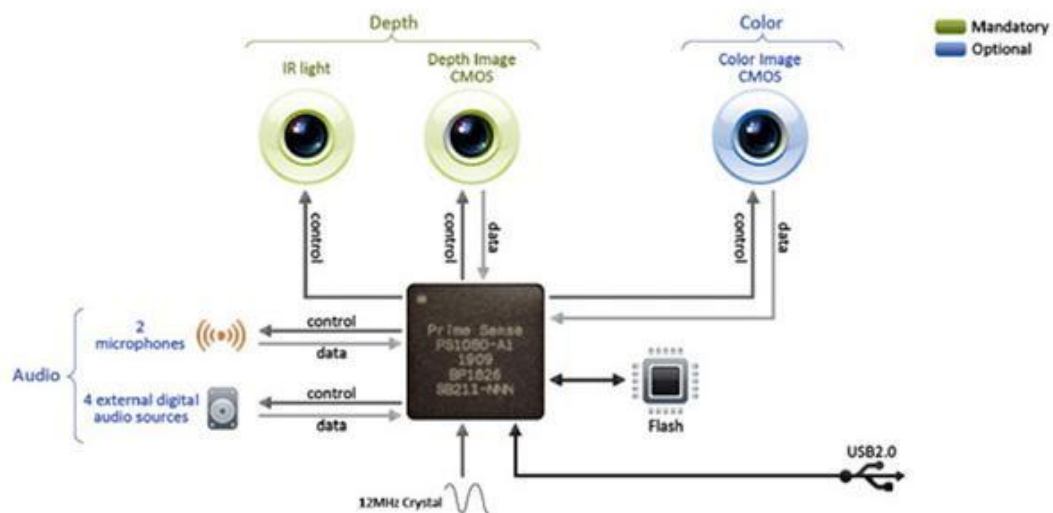 Depth
Color
Mandatory
Optional
IR light
Depth Image
CMOS
Color Image
CMOS
control
control
data
control
data
Audio
2
microphones
control
data
4 external digital
audio sources
control
data
Prime Sense
PS1080-A1
1909
BP1826
SB211-NNN
Flash
USB2.0
12MHz Crystal